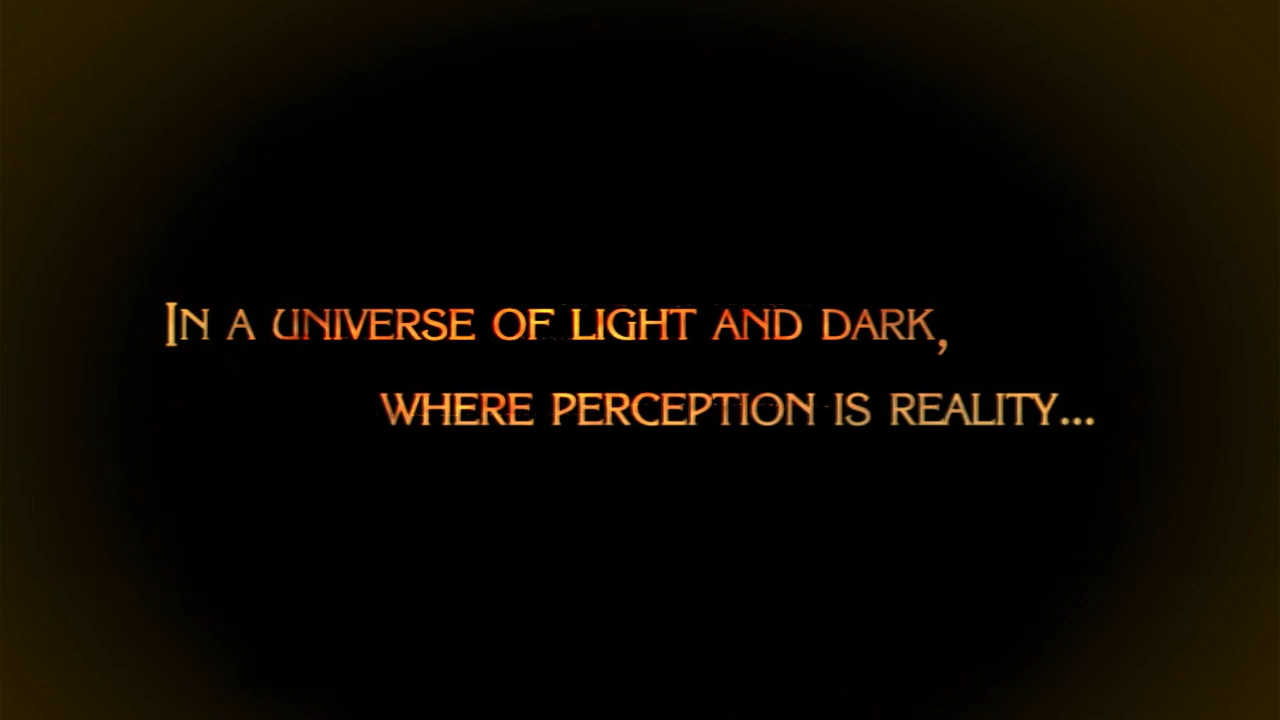 In a universe of light and dark,
where perception is reality...